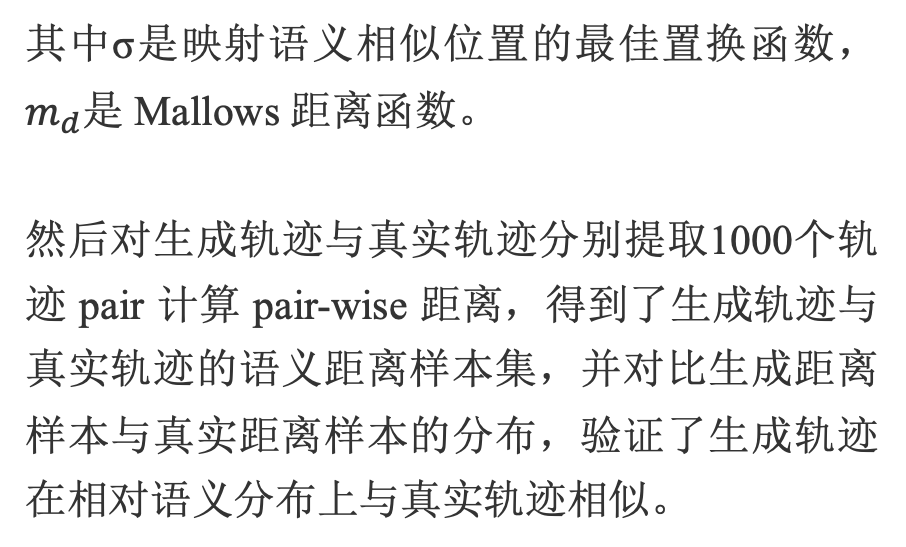 其中σ是映射语义相似位置的最佳置换函数，
m_d是 Mallows 距离函数。
然后对生成轨迹与真实轨迹分别提取1000个轨
迹 pair 计算 pair-wise 距离，得到了生成轨迹与
真实轨迹的语义距离样本集，并对比生成距离
样本与真实距离样本的分布，验证了生成轨迹
在相对语义分布上与真实轨迹相似。